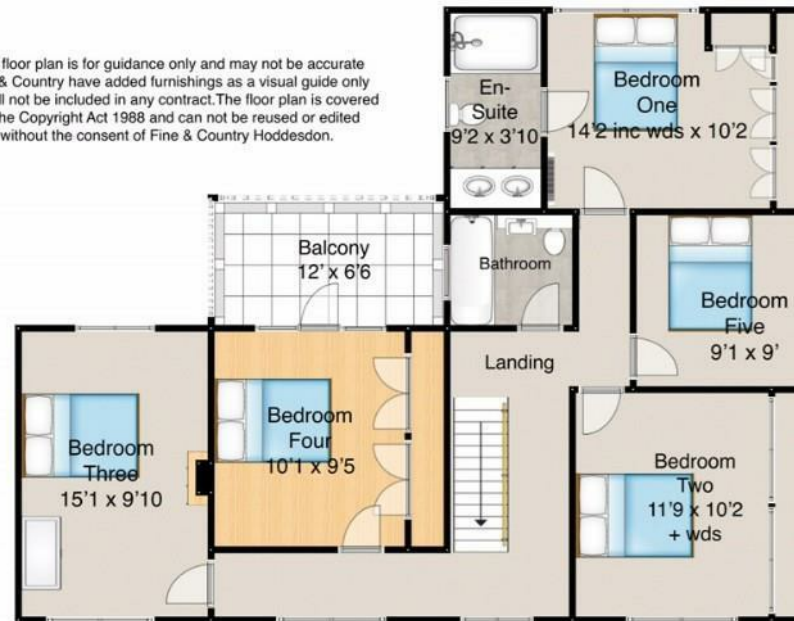 floor plan is for guidance only and may not be accurate
& Country have added furnishings as a visual guide only
not be included in any contract.The floor plan is covered
Copyright Act 1988 and can not be reused or edited
without the consent of Fine & Country Hoddesdon.
En-
Suite
9'2 x 3'10
Bedroom
One
14'2 inc wds x 10'2
Balcony
12' x 6'6
Bathroom
Bedroom
Five
9'1 x 9'
Landing
Bedroom
Three
15'1 x 9'10
Bedroom
Four
10'1 x 9'5
Bedroom
Two
11'9 x 10'2
+ wds